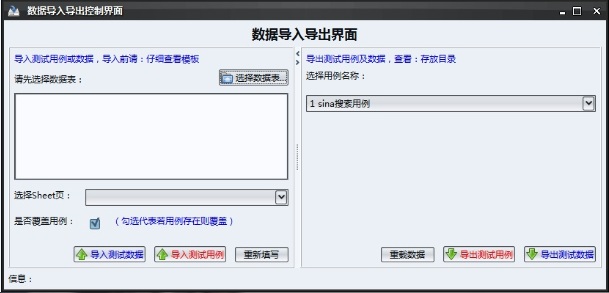 数据导入导出控制界面
数据导入导出界面
导入测试用例或数据，导入前请：仔细查看模板
请先选择数据表：
选择数据表...
选择Sheet页：
是否覆盖用例：
（勾选代表若用例存在则覆盖）
导入测试数据
导入测试用例
重新填写
导出测试用例及数据，查看：存放目录
选择用例名称：
1 sina搜索用例
重载数据
导出测试用例
导出测试数据
信息：